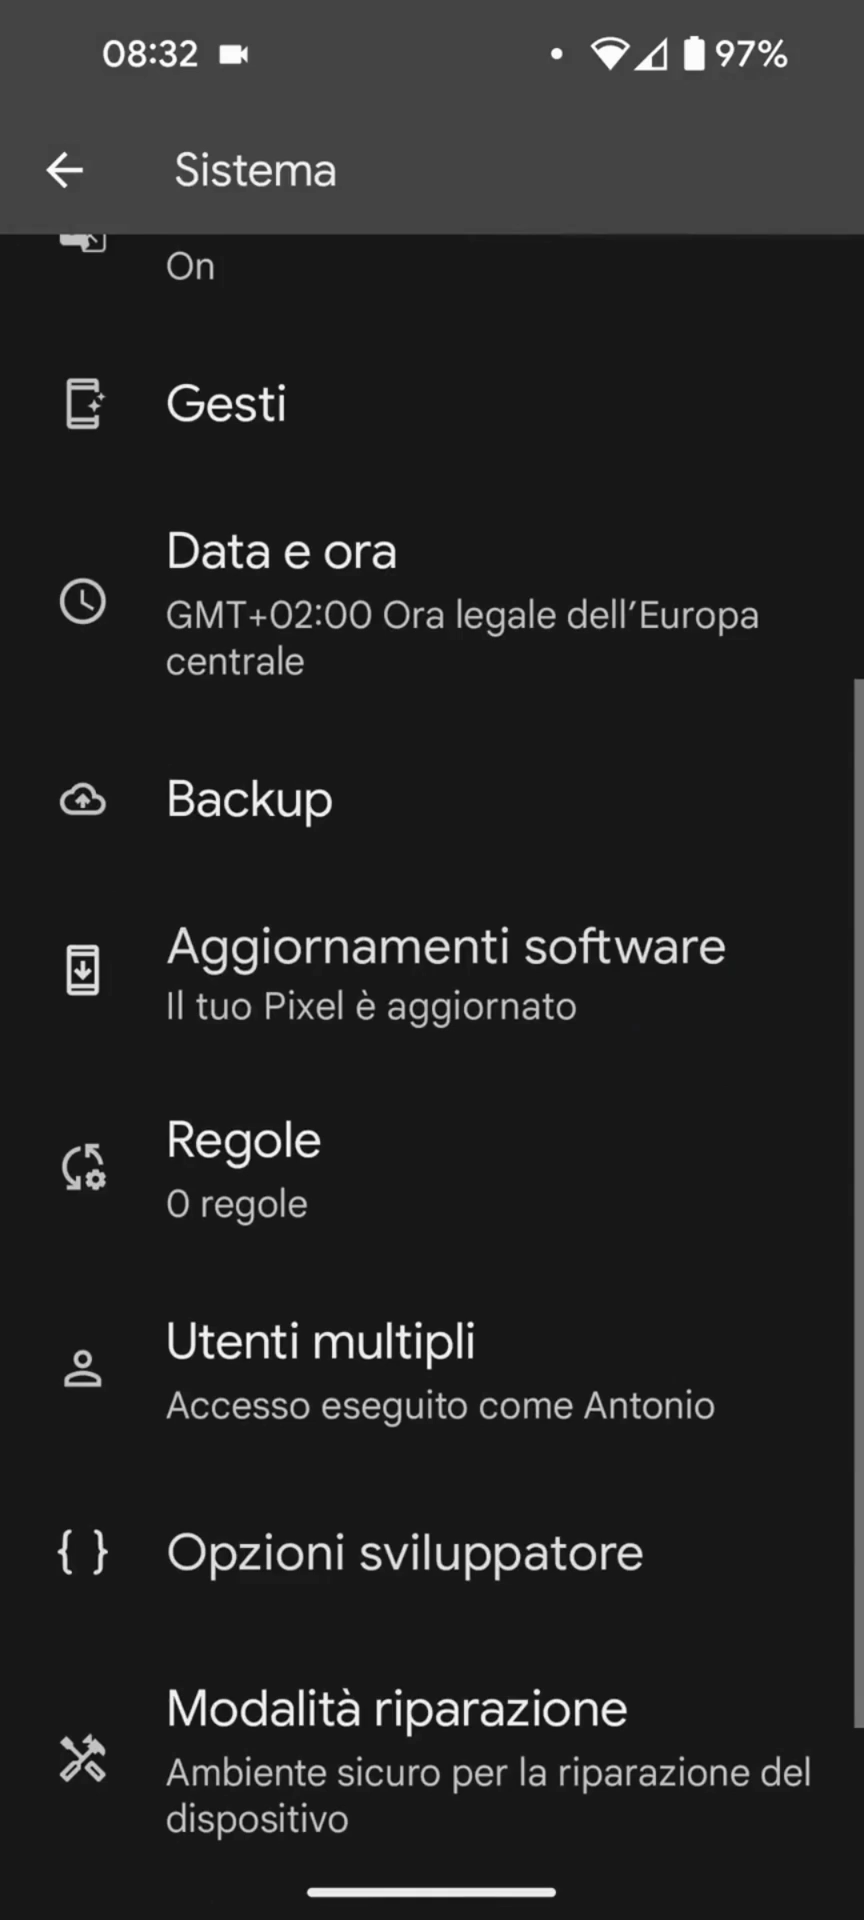 08:32
97%
Sistema
On
Gesti
Data e ora
GMT+02:00 Ora legale dell’Europa
centrale
Backup
Aggiornamenti software
Il tuo Pixel è aggiornato
Regole
0 regole
Utenti multipli
Accesso eseguito come Antonio
{ } Opzioni sviluppatore
Modalità riparazione
Ambiente sicuro per la riparazione del
dispositivo